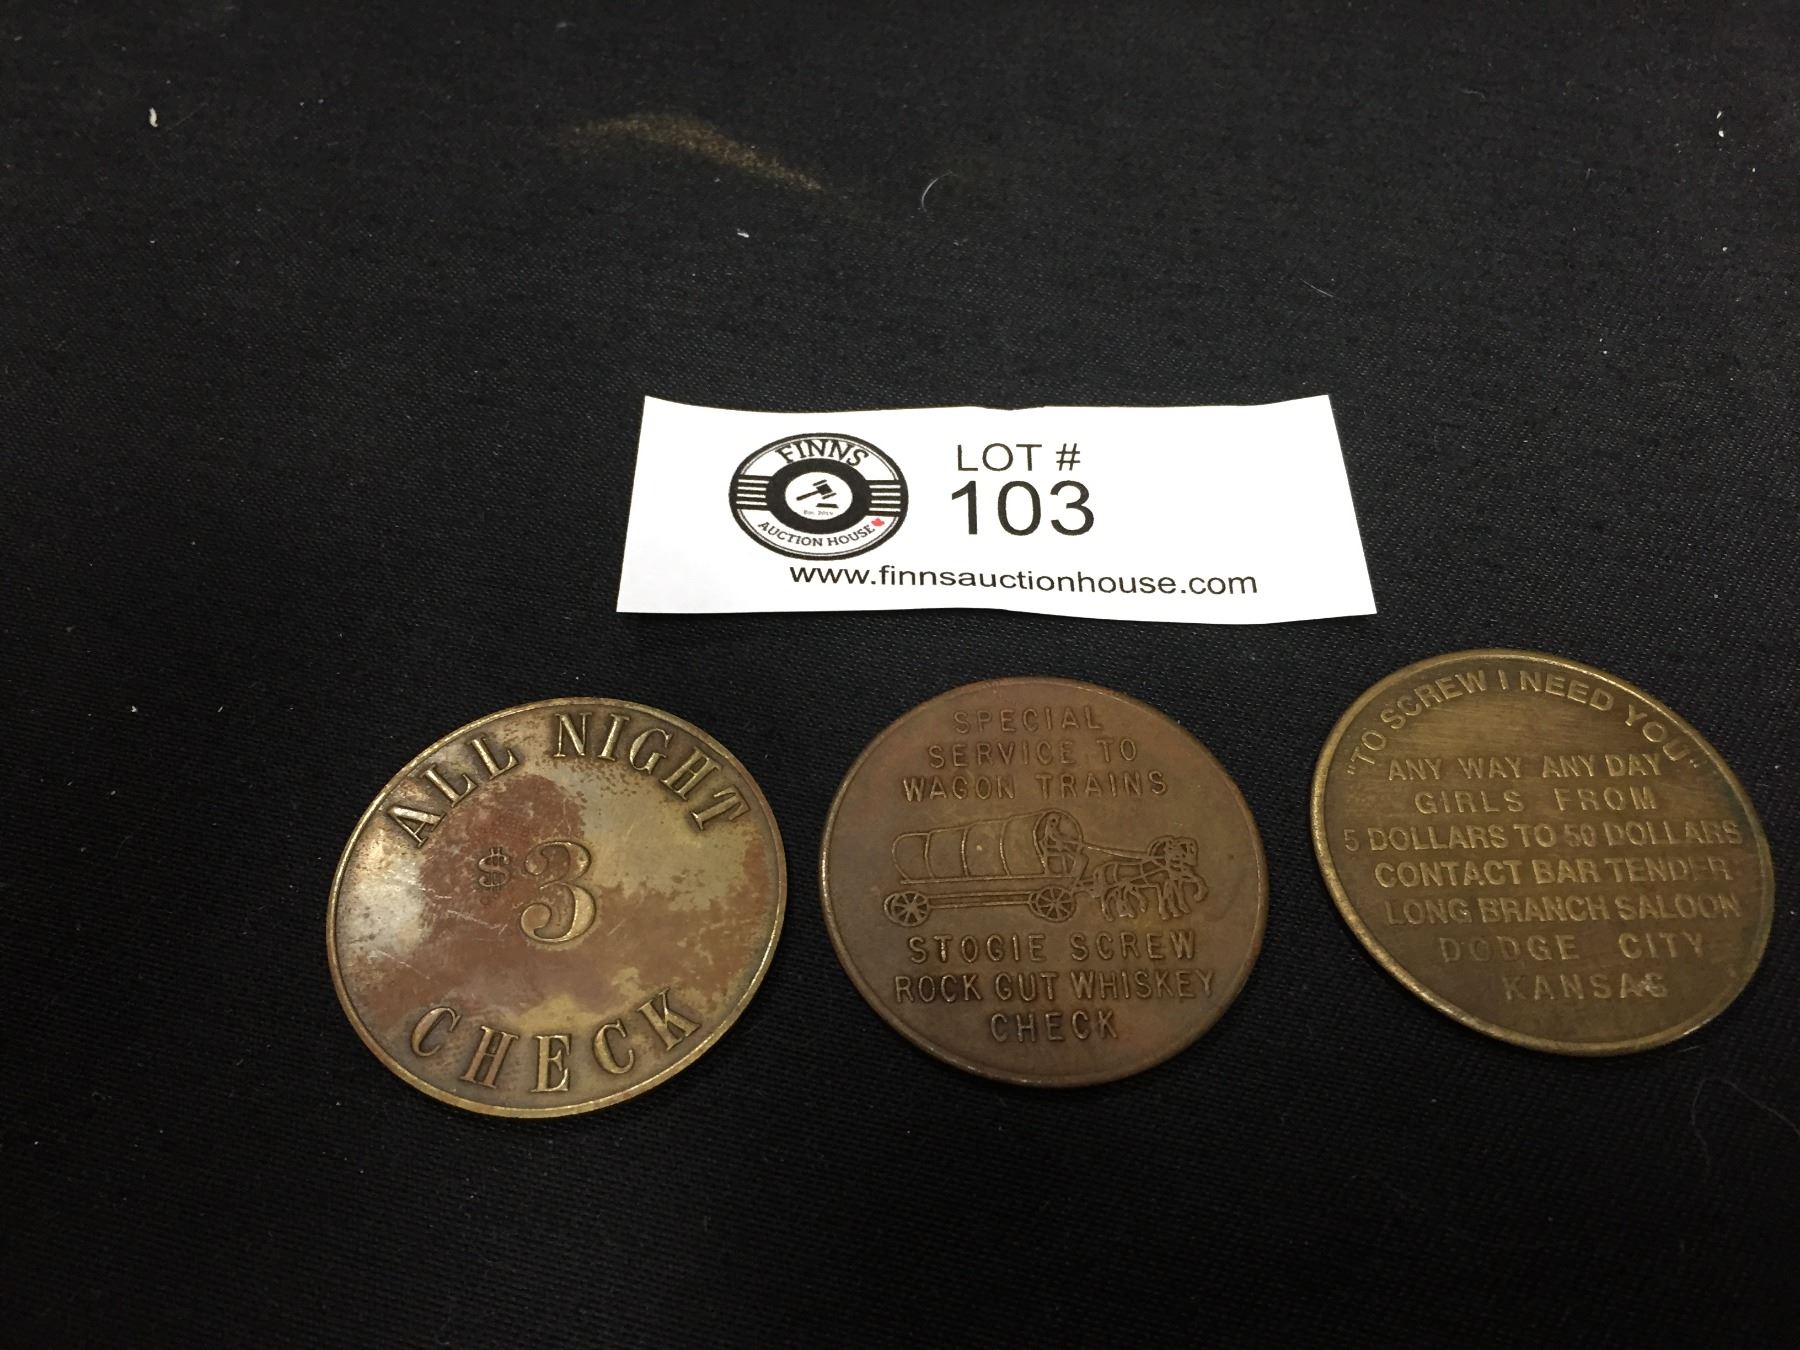 FINNS
Est. 2019
AUCTION HOUSE
LOT #
103
www.finnsauctionhouse.com
ALL NIGHT
$3
CHECK
SPECIAL
SERVICE TO
WAGON TRAINS
STOGIE SCREW
ROCK GUT WHISKEY
CHECK
"TO SCREW I NEED YOU"
ANY WAY ANY DAY
GIRLS FROM
5 DOLLARS TO 50 DOLLARS
CONTACT BAR TENDER
LONG BRANCH SALOON
DODGE CITY
KANSAS